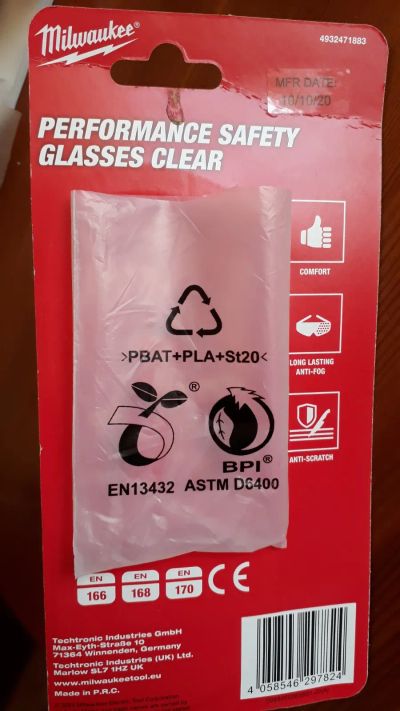 Milwaukee®
4932471883
MFR DATE:
10/10/20
PERFORMANCE SAFETY
GLASSES CLEAR
COMFORT
LONG LASTING
ANTI-FOG
ANTI-SCRATCH
>PBAT+PLA+St20<
®
BPI®
EN13432 ASTM D6400
EN
166
EN
168
EN
170
CE
Techtronic Industries GmbH
Max-Eyth-Straße 10
71364 Winnenden, Germany
Techtronic Industries (UK) Ltd.
Marlow SL7 1HZ UK
www.milwaukeetool.eu
Made in P.R.C.
4 058546 297824